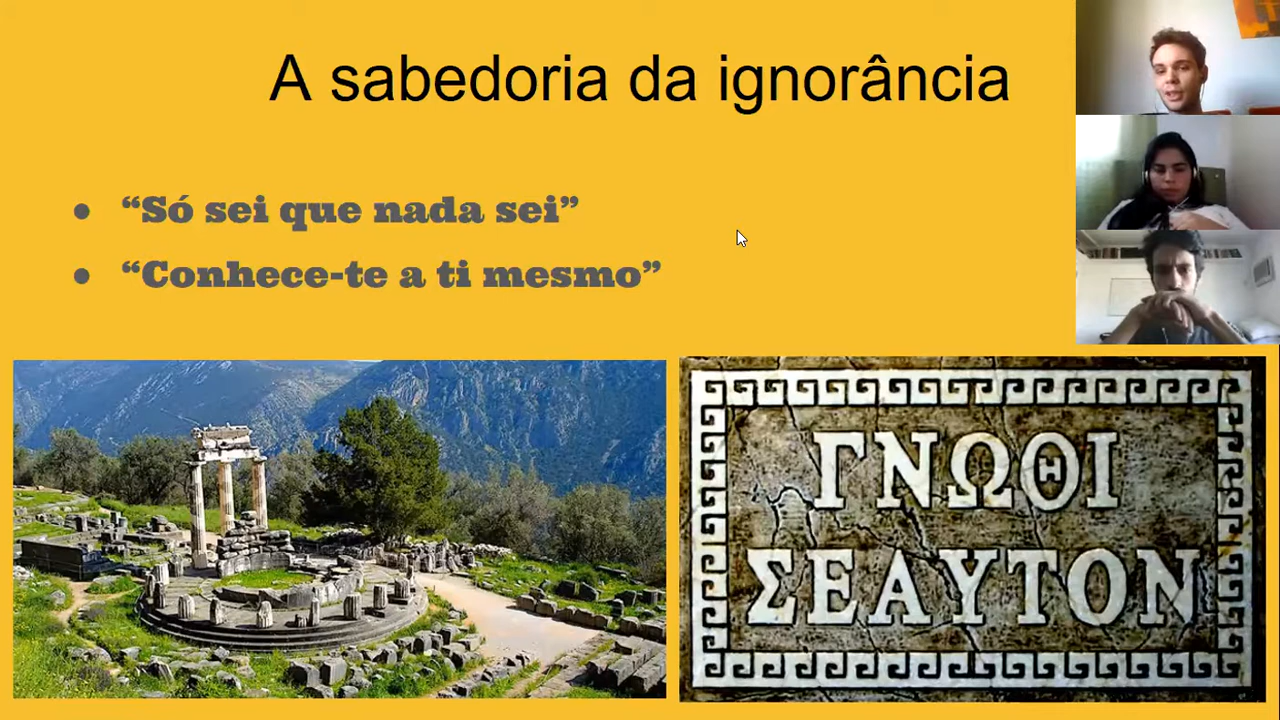 A sabedoria da ignorância
“Só sei que nada sei”
“Conhece-te a ti mesmo”
ΓΝΩΘΙ
ΣΕΑΥΤΟΝ